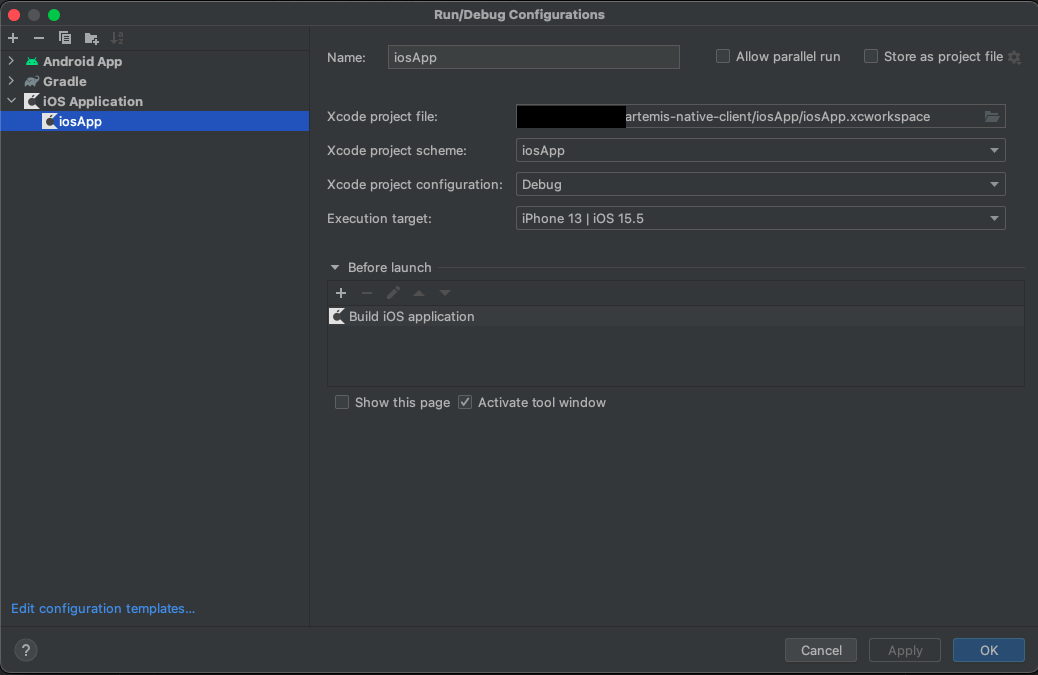 Run/Debug Configurations
Android App
Gradle
iOS Application
iosApp
Edit configuration templates...
Name: iosApp
Allow parallel run
Store as project file
Xcode project file: artemis-native-client/iosApp/iosApp.xcworkspace
Xcode project scheme: iosApp
Xcode project configuration: Debug
Execution target: iPhone 13 | iOS 15.5
Before launch
Build iOS application
Show this page
Activate tool window
?
Cancel
Apply
OK